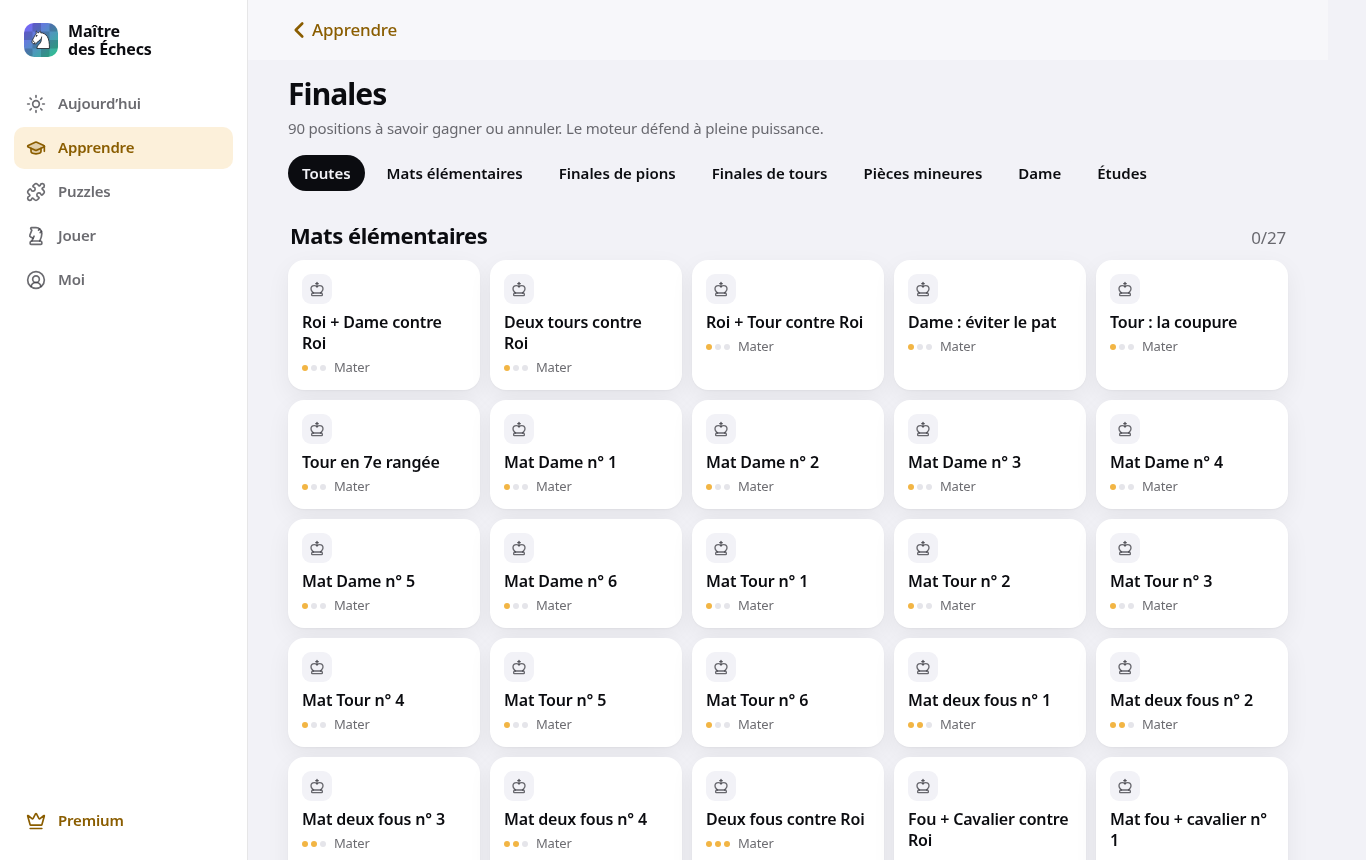 Maître
des Échecs
Aujourd’hui
Apprendre
Puzzles
Jouer
Moi
Premium
Apprendre
Finales
90 positions à savoir gagner ou annuler. Le moteur défend à pleine puissance.
Toutes
Mats élémentaires
Finales de pions
Finales de tours
Pièces mineures
Dame
Études
Mats élémentaires
0/27
Roi + Dame contre
Roi
Mater
Deux tours contre
Roi
Mater
Roi + Tour contre Roi
Mater
Dame : éviter le pat
Mater
Tour : la coupure
Mater
Tour en 7e rangée
Mater
Mat Dame n° 1
Mater
Mat Dame n° 2
Mater
Mat Dame n° 3
Mater
Mat Dame n° 4
Mater
Mat Dame n° 5
Mater
Mat Dame n° 6
Mater
Mat Tour n° 1
Mater
Mat Tour n° 2
Mater
Mat Tour n° 3
Mater
Mat Tour n° 4
Mater
Mat Tour n° 5
Mater
Mat Tour n° 6
Mater
Mat deux fous n° 1
Mater
Mat deux fous n° 2
Mater
Mat deux fous n° 3
Mater
Mat deux fous n° 4
Mater
Deux fous contre Roi
Mater
Fou + Cavalier contre
Roi
Mat fou + cavalier n°
1